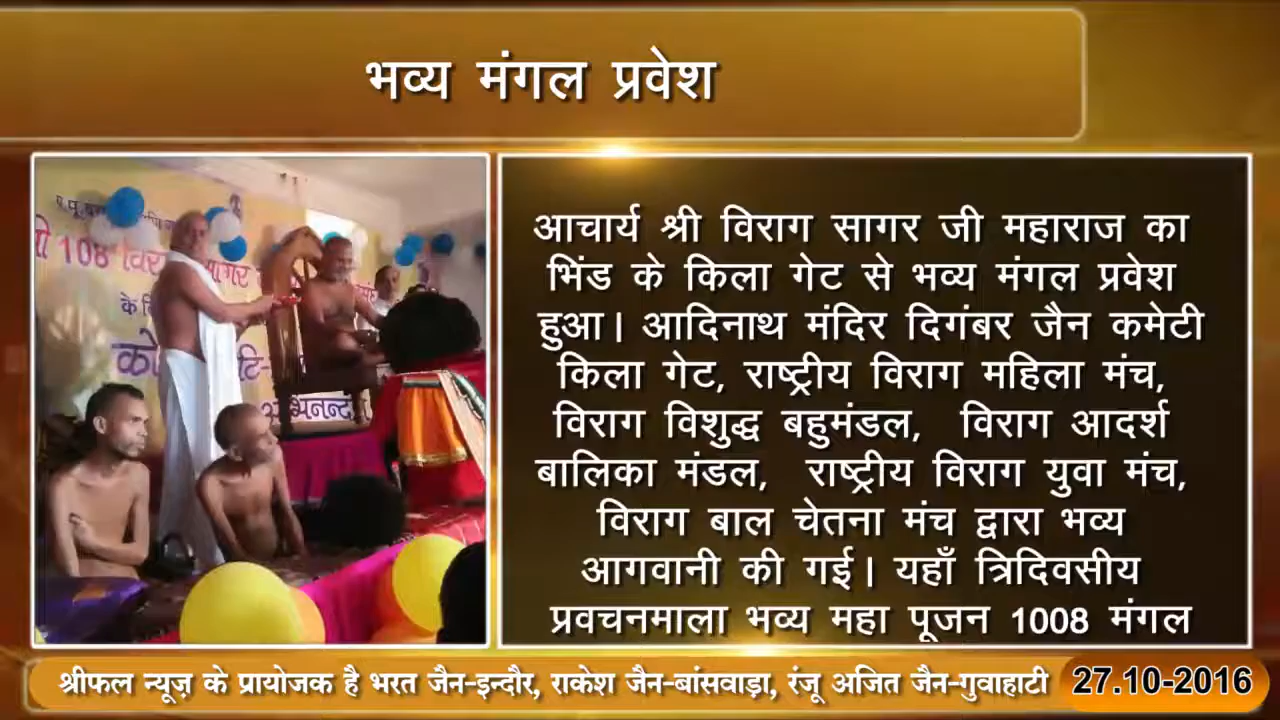 भव्य मंगल प्रवेश
आचार्य श्री विराग सागर जी महाराज का
भिंड के किला गेट से भव्य मंगल प्रवेश
हुआ। आदिनाथ मंदिर दिगंबर जैन कमेटी
किला गेट, राष्ट्रीय विराग महिला मंच,
विराग विशुद्ध बहुमंडल, विराग आदर्श
बालिका मंडल, राष्ट्रीय विराग युवा मंच,
विराग बाल चेतना मंच द्वारा भव्य
आगवानी की गई। यहाँ त्रिदिवसीय
प्रवचनमाला भव्य महा पूजन 1008 मंगल
108
के
को
श्रीफल न्यूज़ के प्रायोजक है भरत जैन-इन्दौर, राकेश जैन-बांसवाड़ा, रंजू अजित जैन-गुवाहाटी
27.10-2016